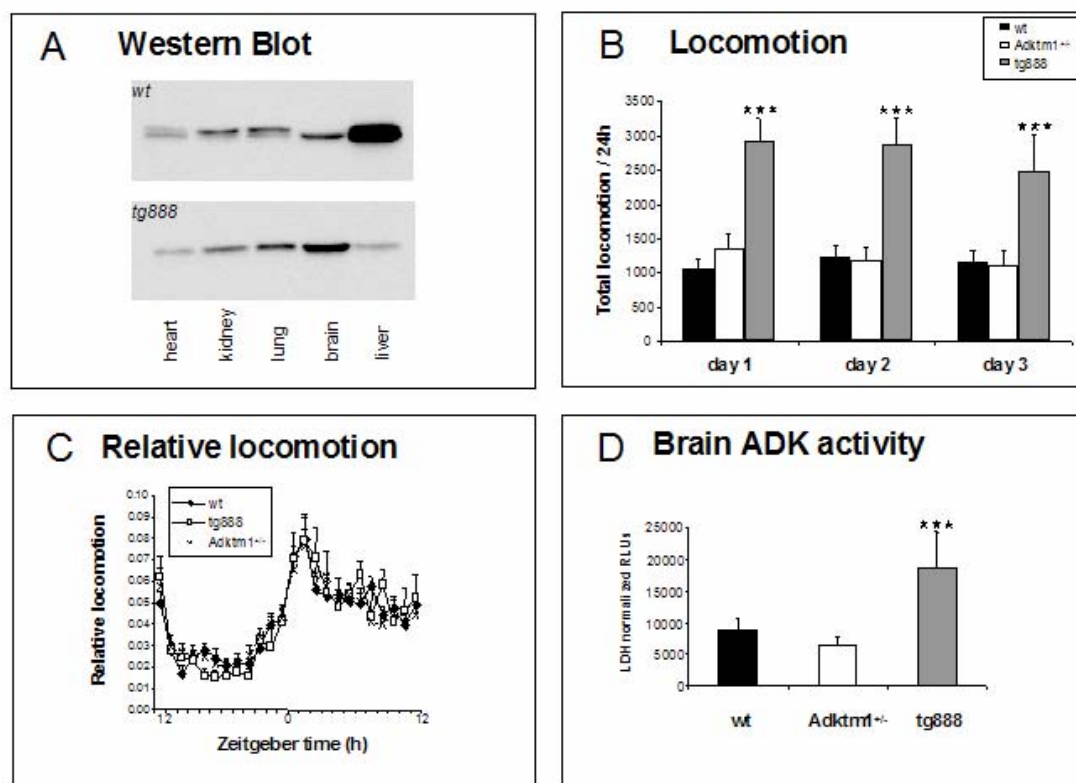 A Western Blot
wt
tg888
heart
kidney
lung
brain
liver
B Locomotion
wt
Adktm1+/-
tg888
Total locomotion / 24h
3500
3000
2500
2000
1500
1000
500
0
***
***
***
day 1
day 2
day 3
C Relative locomotion
wt
tg888
Adktm1+/-
Relative locomotion
0.10
0.09
0.08
0.07
0.06
0.05
0.04
0.03
0.02
0.01
0.00
12
0
12
Zeitgeber time (h)
D Brain ADK activity
LDH normalized RLUs
25000
20000
15000
10000
5000
0
***
wt
Adktm1+/-
tg888